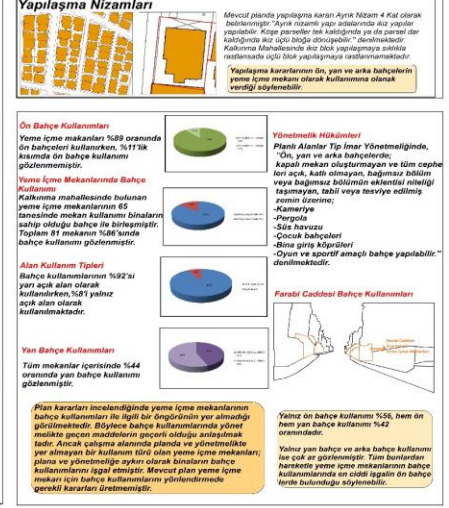 Yapılaşma Nizamları
Mevcut planda yapılaşma kararı Ayrık Nizam 4 Kat olarak
belirlenmiştir."Ayrık nizamlı yapı adalarında ikiz yapılar
yapılabilir. Köşe parseller tek kaldığında ya da parsel dar
kaldığında ikiz üçlü bloğa dönüşebilir." denilmektedir.
Kalkınma Mahallesinde ikiz blok yapılaşmaya sıklıkla
rastlansada üçlü blok yapılaşmaya rastlanmamaktadır.
Yapılaşma kararlarının ön, yan ve arka bahçelerin
yeme içme mekanı olarak kullanımına olanak
verdiği söylenebilir.
Ön Bahçe Kullanımları
Yeme içme makanları %89 oranında
ön bahçeleri kullanırken, %11'lik
kısımda ön bahçe kullanımı
gözlenmemiştir.
Yeme İçme Mekanlarında Bahçe
Kullanımı
Kalkınma mahallesinde bulunan
yeme içme mekanlarının 65
tanesinde mekan kullanımı binaların
sahip olduğu bahçe ile birleşmiştir.
Toplam 81 mekanın %86'sında
bahçe kullanımı gözlenmiştir.
Alan Kullanım Tipleri
Bahçe kullanımlarının %92'si
yarı açık alan olarak
kullanılırken,%8'i yalnız
açık alan olarak
kullanılmaktadır.
Yan Bahçe Kullanımları
Tüm mekanlar içerisinde %44
oranında yan bahçe kullanımı
gözlenmiştir.
Yönetmelik Hükümleri
Planlı Alanlar Tip İmar Yönetmeliğinde,
"Ön, yan ve arka bahçelerde;
kapalı mekan oluşturmayan ve tüm cephe
leri açık, katlı olmayan, bağımsız bölüm
veya bağımsız bölümün eklentisi niteliği
taşımayan, tabii veya tesviye edilmiş
zemin üzerine;
-Kameriye
-Pergola
-Süs havuzu
-Çocuk bahçeleri
-Bina giriş köprüleri
-Oyun ve sportif amaçlı bahçe yapılabilir."
denilmektedir.
Farabi Caddesi Bahçe Kullanımları
Plan kararları incelendiğinde yeme içme mekanlarının
bahçe kullanımları ile ilgili bir öngörünün yer almadığı
görülmektedir. Böylece bahçe kullanımlarında yönet
melikte geçen maddelerin geçerli olduğu anlaşılmak
tadır. Ancak çalışma alanında planda ve yönetmelikte
yer almayan bir kullanım türü olan yeme içme mekanları;
plana ve yönetmeliğe aykırı olarak binaların bahçe
kullanımlarını işgal etmiştir. Mevcut plan yeme içme
mekarı için bahçe kullanımlarını yönlendirmede
gerekli kararları üretmemiştir.
Yalnız ön bahçe kullanımı %56, hem ön
hem yan bahçe kullanımı %42
oranındadır.
Yalnız yan bahçe ve arka bahçe kullanımı
ise çok az gözlenmiştir. Tüm bunlardan
hareketle yeme içme mekanlarının bahçe
kullanımlarında en ciddi işgalin ön bahçe
lerde bulunduğu söylenebilir.